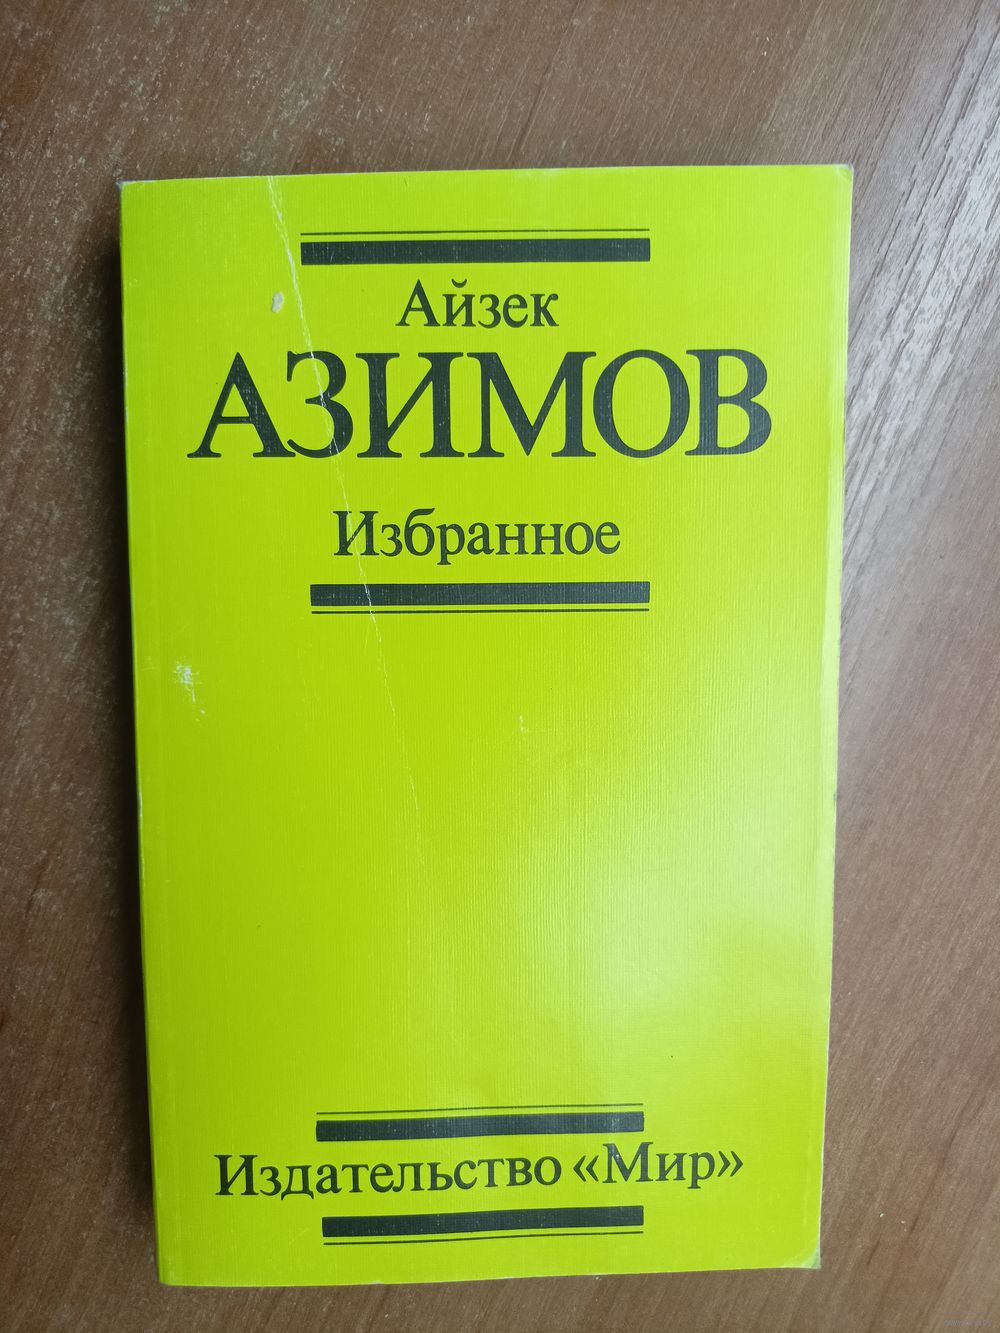 Айзек
АЗИМОВ
Избранное
Издательство «Мир»